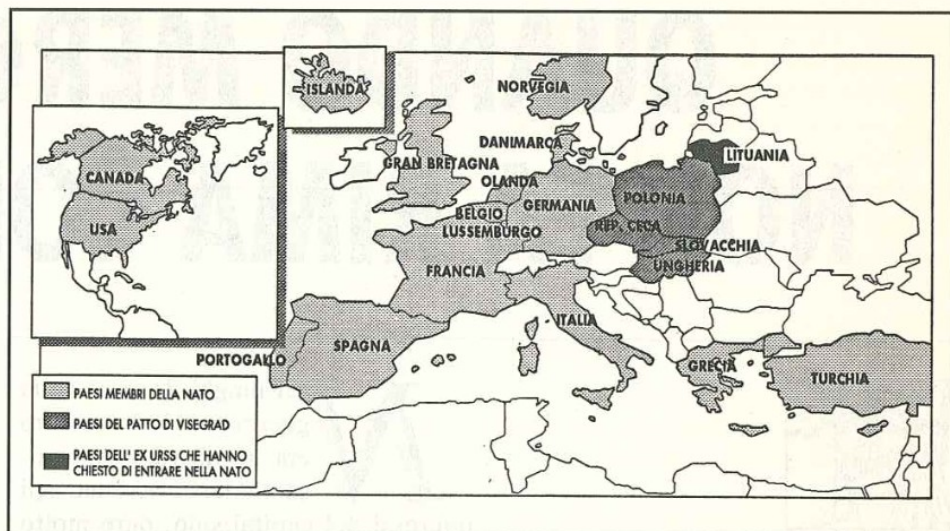 ISLANDA
NORVEGIA
DANIMARCA
LITUANIA
GRAN BRETAGNA
CANADA
OLANDA
POLONIA
GERMANIA
BELGIO
REP. CECA
USA
LUSSEMBURGO
SLOVACCHIA
UNGHERIA
FRANCIA
ITALIA
SPAGNA
PORTOGALLO
GRECIA
TURCHIA
PAESI MEMBRI DELLA NATO
PAESI DEL PATTO DI VISEGRAD
PAESI DELL' EX URSS CHE HANNO
CHIESTO DI ENTRARE NELLA NATO